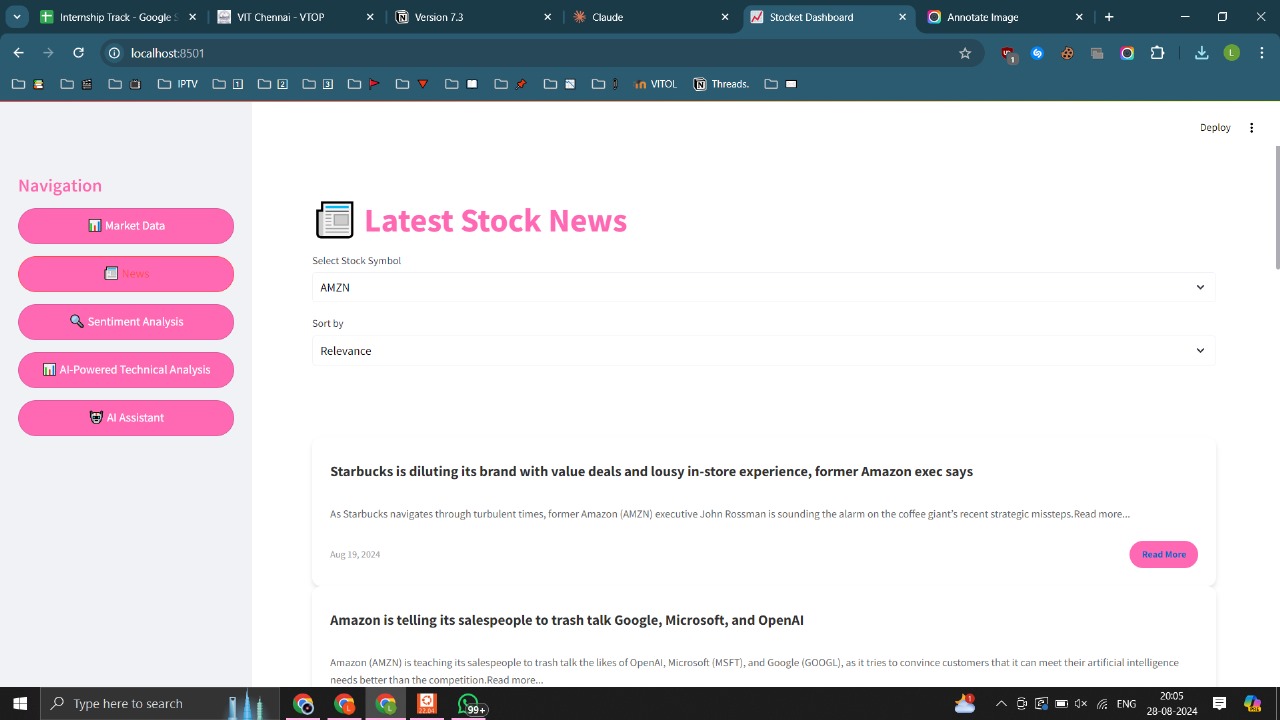 Internship Track - Google S
VIT Chennai - VTOP
Version 7.3
Claude
Stocket Dashboard
Annotate Image
localhost:8501
1
L
IPTV
1
2
3
VITOL
Threads.
Deploy
Navigation
Market Data
News
Sentiment Analysis
AI-Powered Technical Analysis
AI Assistant
Latest Stock News
Select Stock Symbol
AMZN
Sort by
Relevance
Starbucks is diluting its brand with value deals and lousy in-store experience, former Amazon exec says
As Starbucks navigates through turbulent times, former Amazon (AMZN) executive John Rossman is sounding the alarm on the coffee giant's recent strategic missteps.Read more...
Aug 19, 2024
Read More
Amazon is telling its salespeople to trash talk Google, Microsoft, and OpenAI
Amazon (AMZN) is teaching its salespeople to trash talk the likes of OpenAI, Microsoft (MSFT), and Google (GOOGL), as it tries to convince customers that it can meet their artificial intelligence
needs better than the competition.Read more...
Type here to search
99+
1
ENG
20:05
28-08-2024